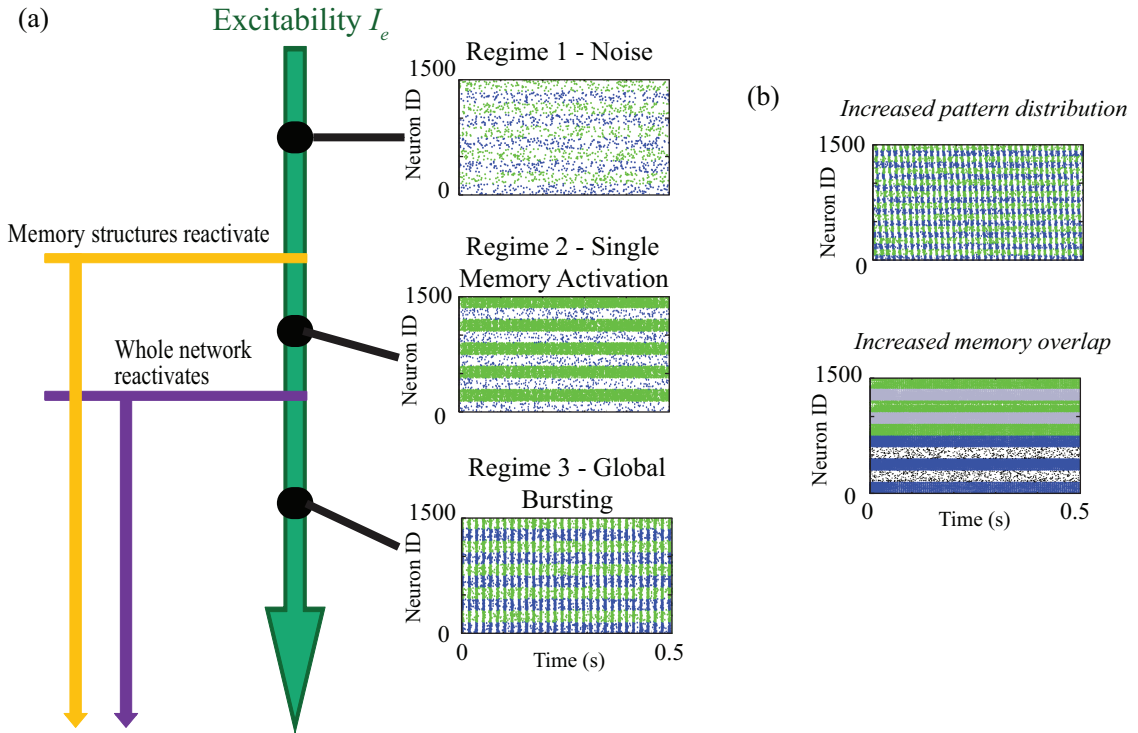 (a)
Excitability I_e
Regime 1 - Noise
1500
Neuron ID
0
Memory structures reactivate
Regime 2 - Single
Memory Activation
1500
Neuron ID
0
Whole network
reactivates
Regime 3 - Global
Bursting
1500
Neuron ID
0
0
Time (s)
0.5
(b)
Increased pattern distribution
1500
Neuron ID
0
Increased memory overlap
1500
Neuron ID
0
0
Time (s)
0.5